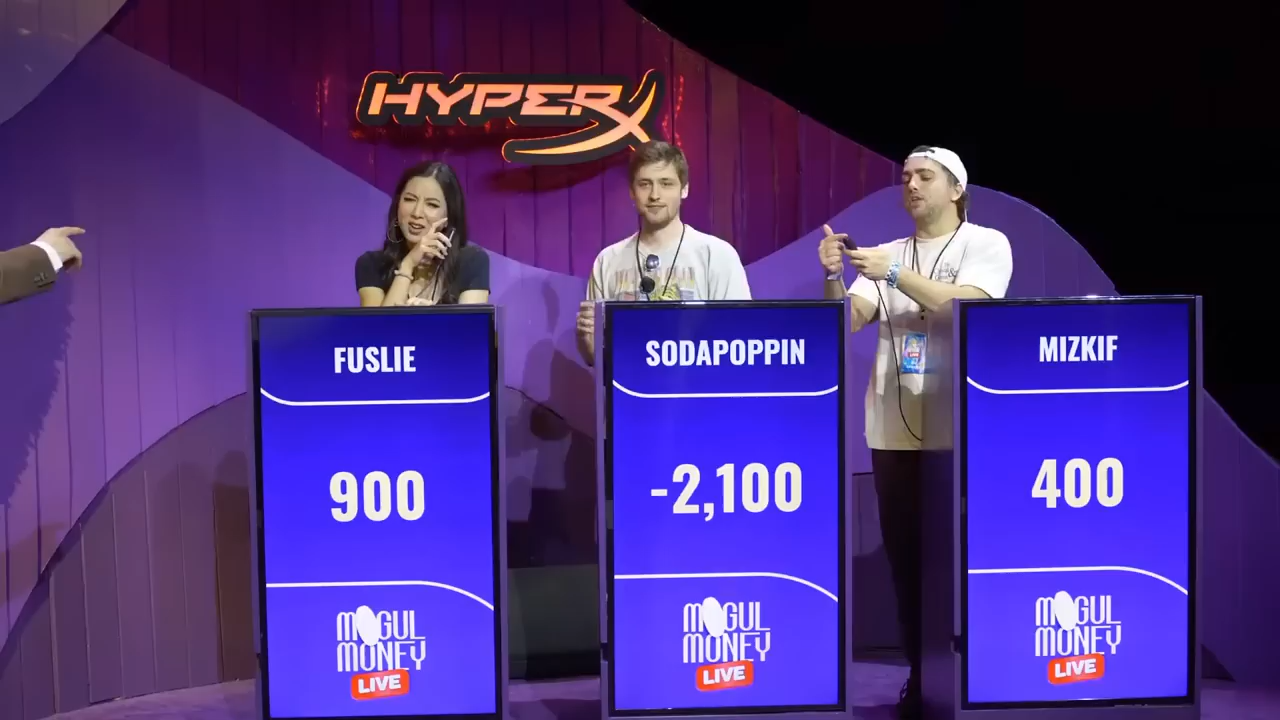 HYPERX
FUSLIE
SODAPOPPIN
MIZKIF
900
-2,100
400
MOGUL
MONEY
LIVE
MOGUL
MONEY
LIVE
MOGUL
MONEY
LIVE